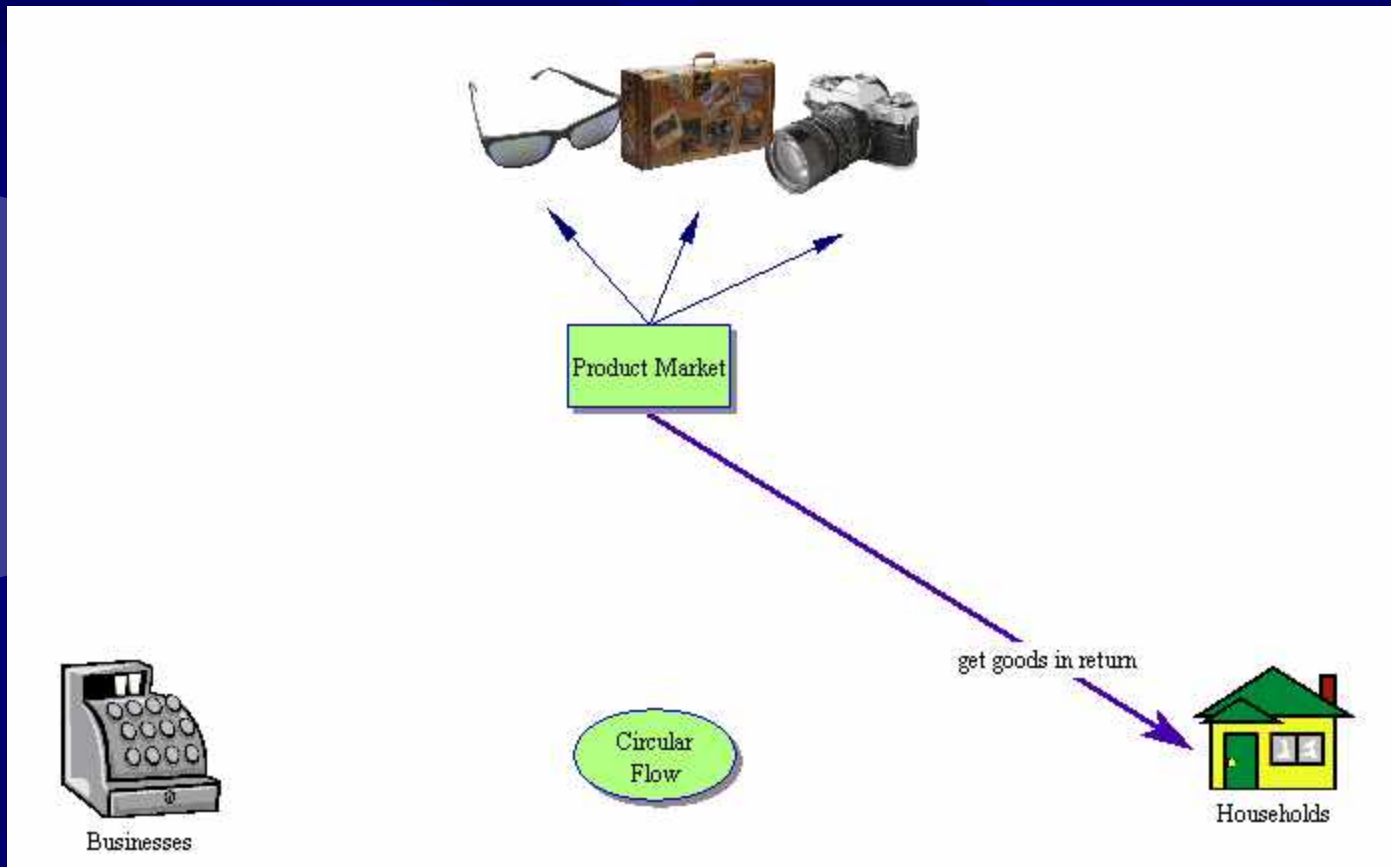 Product Market
get goods in return
Circular
Flow
Businesses
Households